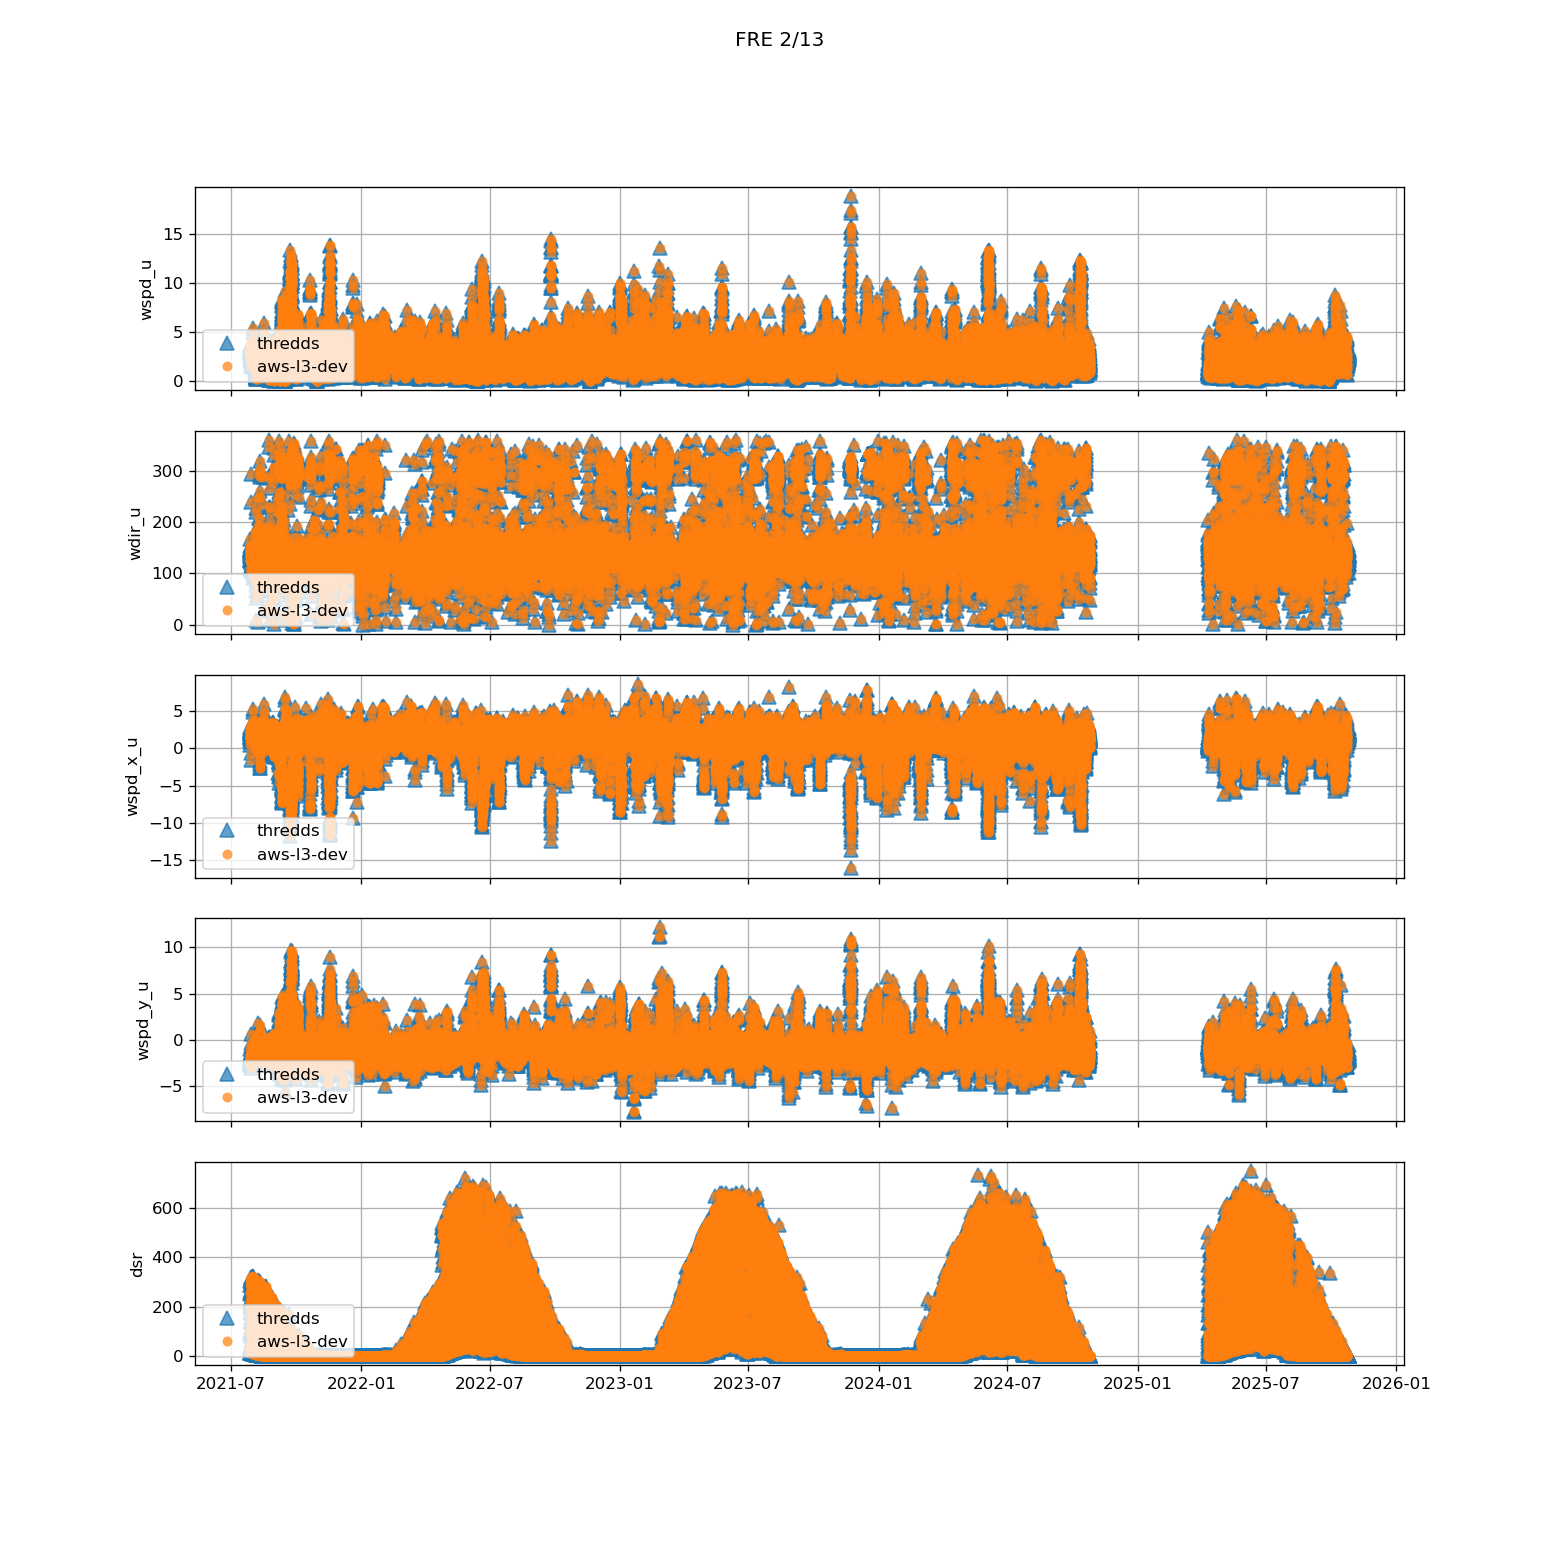 FRE 2/13
wspd_u
15
10
5
0
thredds
aws-l3-dev
wdir_u
300
200
100
0
thredds
aws-l3-dev
wspd_x_u
5
0
−5
−10
−15
thredds
aws-l3-dev
wspd_y_u
10
5
0
−5
thredds
aws-l3-dev
dsr
600
400
200
0
thredds
aws-l3-dev
2021-07 2022-01 2022-07 2023-01 2023-07 2024-01 2024-07 2025-01 2025-07 2026-01